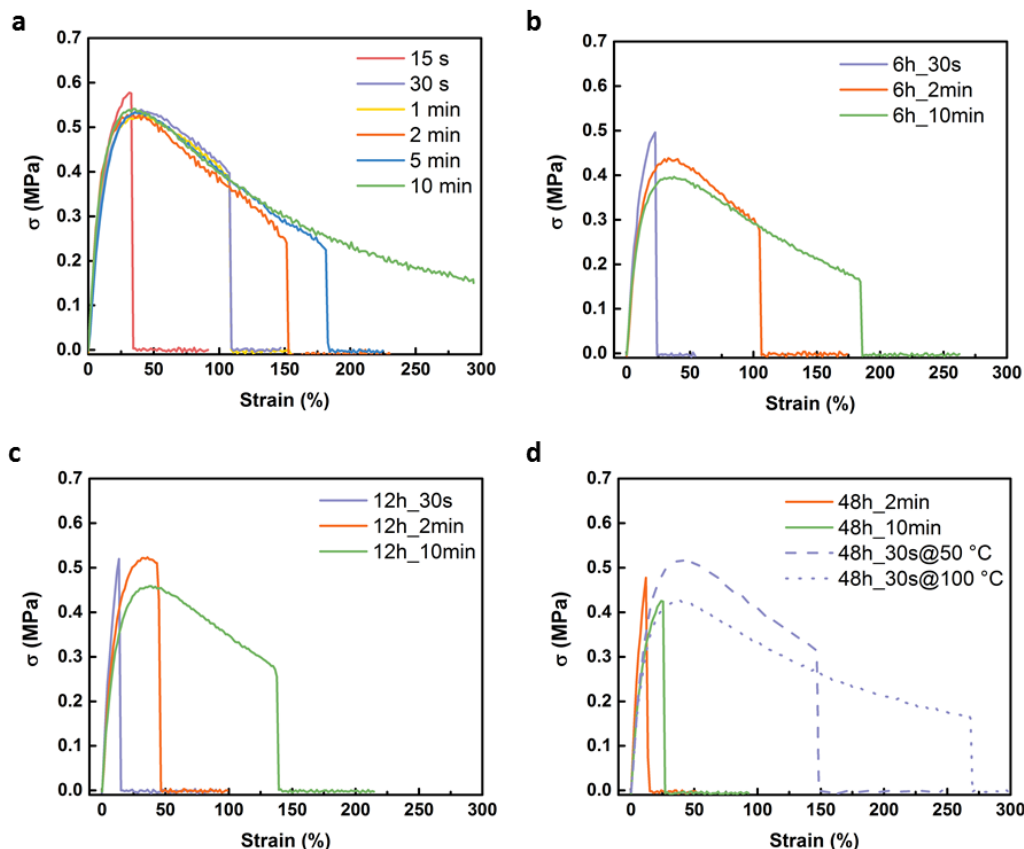 a
0.7
0.6
0.5
0.4
0.3
0.2
0.1
0.0
σ (MPa)
15 s
30 s
1 min
2 min
5 min
10 min
0 50 100 150 200 250 300
Strain (%)
b
0.7
0.6
0.5
0.4
0.3
0.2
0.1
0.0
σ (MPa)
6h_30s
6h_2min
6h_10min
0 50 100 150 200 250 300
Strain (%)
c
0.7
0.6
0.5
0.4
0.3
0.2
0.1
0.0
σ (MPa)
12h_30s
12h_2min
12h_10min
0 50 100 150 200 250 300
Strain (%)
d
0.7
0.6
0.5
0.4
0.3
0.2
0.1
0.0
σ (MPa)
48h_2min
48h_10min
48h_30s@50 °C
48h_30s@100 °C
0 50 100 150 200 250 300
Strain (%)